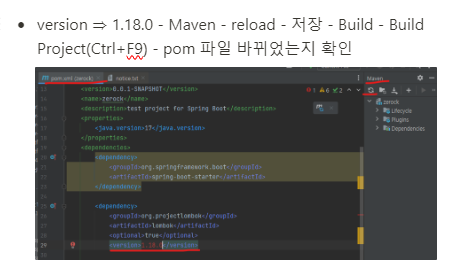 version ⇒ 1.18.0 - Maven - reload - 저장 - Build - Build
Project(Ctrl+F9) - pom 파일 바뀌었는지 확인
pom.xml (zerock) notice.txt Maven
<version>0.0.1-SNAPSHOT</version>
<name>zerock</name>
<description>test project for Spring Boot</description>
<properties>
<java.version>17</java.version>
</properties>
<dependencies>
<dependency>
<groupId>org.springframework.boot</groupId>
<artifactId>spring-boot-starter</artifactId>
</dependency>
<dependency>
<groupId>org.projectlombok</groupId>
<artifactId>lombok</artifactId>
<optional>true</optional>
<version>1.18.0</version>
zerock
Lifecycle
Plugins
Dependencies